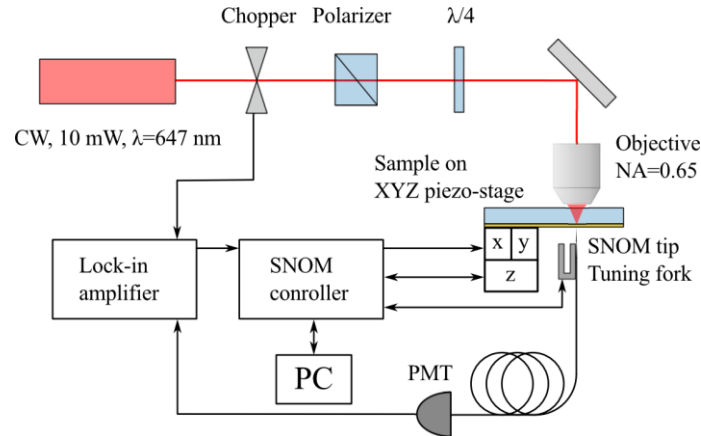 Chopper
Polarizer
λ/4
CW, 10 mW, λ=647 nm
Objective
NA=0.65
Sample on
XYZ piezo-stage
x
y
z
SNOM tip
Tuning fork
Lock-in
amplifier
SNOM
conroller
PC
PMT